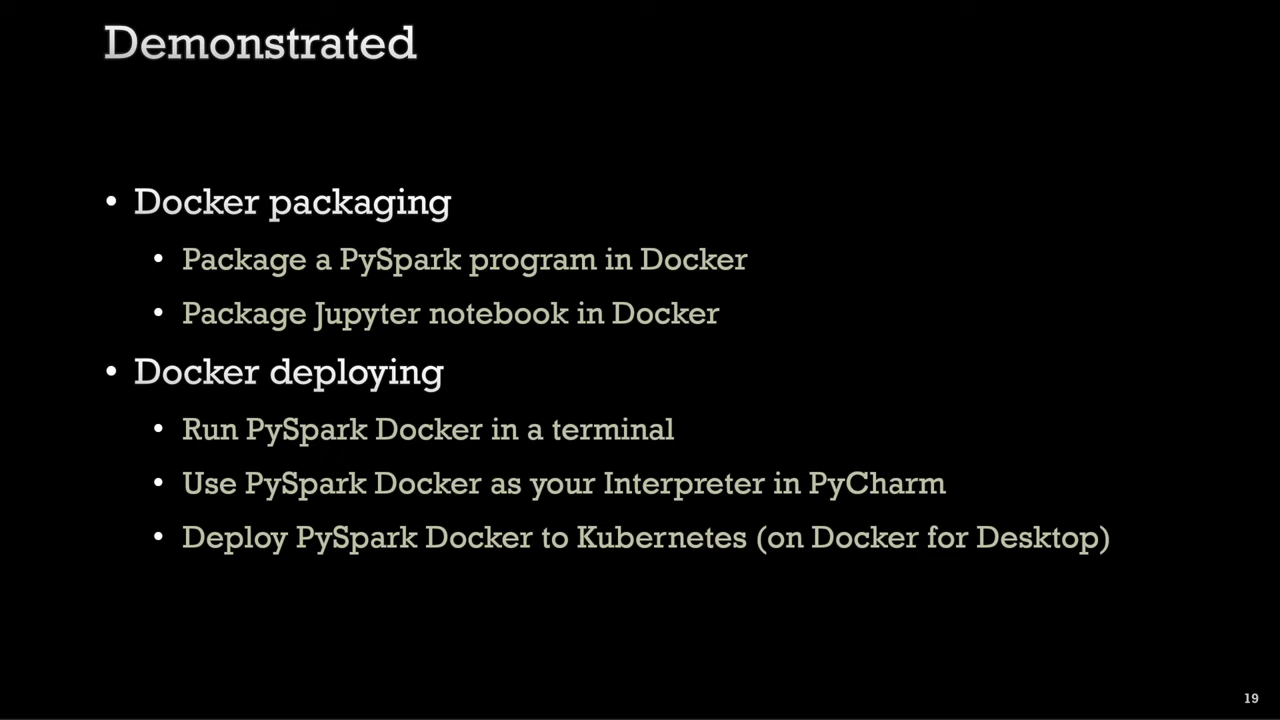 Demonstrated
• Docker packaging
• Package a PySpark program in Docker
• Package Jupyter notebook in Docker
• Docker deploying
• Run PySpark Docker in a terminal
• Use PySpark Docker as your Interpreter in PyCharm
• Deploy PySpark Docker to Kubernetes (on Docker for Desktop)
19